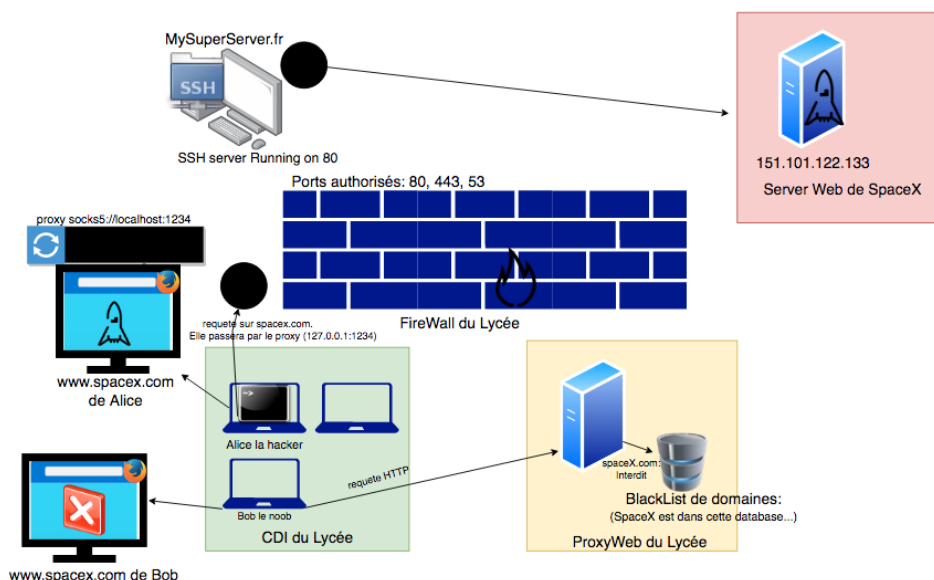 MySuperServer.fr
SSH
SSH server Running on 80
151.101.122.133
Server Web de SpaceX
Ports authorisés: 80, 443, 53
proxy socks5://localhost:1234
requete sur spacex.com.
Elle passera par le proxy (127.0.0.1:1234)
FireWall du Lycée
www.spacex.com
de Alice
Alice la hacker
requete HTTP
spaceX.com:
Interdit
BlackList de domaines:
(SpaceX est dans cette database...)
Bob le noob
CDI du Lycée
ProxyWeb du Lycée
www.spacex.com de Bob